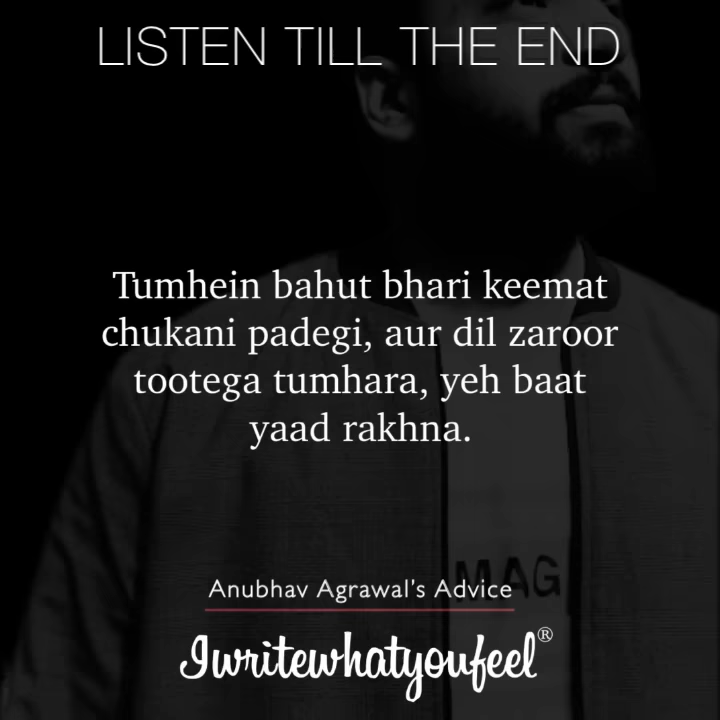 LISTEN TILL THE END
Tumhein bahut bhari keemat
chukani padegi, aur dil zaroor
tootega tumhara, yeh baat
yaad rakhna.
MAG
Anubhav Agrawal's Advice
Iwritewhatyoufeel®